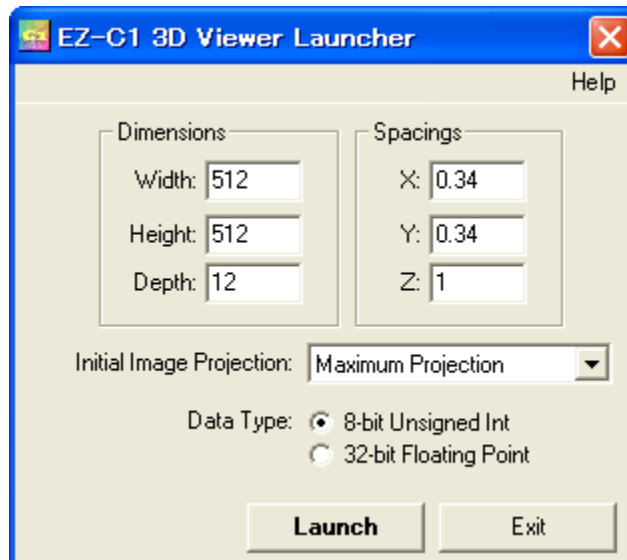 EZ-C1 3D Viewer Launcher
Help
Dimensions
Width: 512
Height: 512
Depth: 12
Spacings
X: 0.34
Y: 0.34
Z: 1
Initial Image Projection: Maximum Projection
Data Type: 8-bit Unsigned Int
32-bit Floating Point
Launch Exit